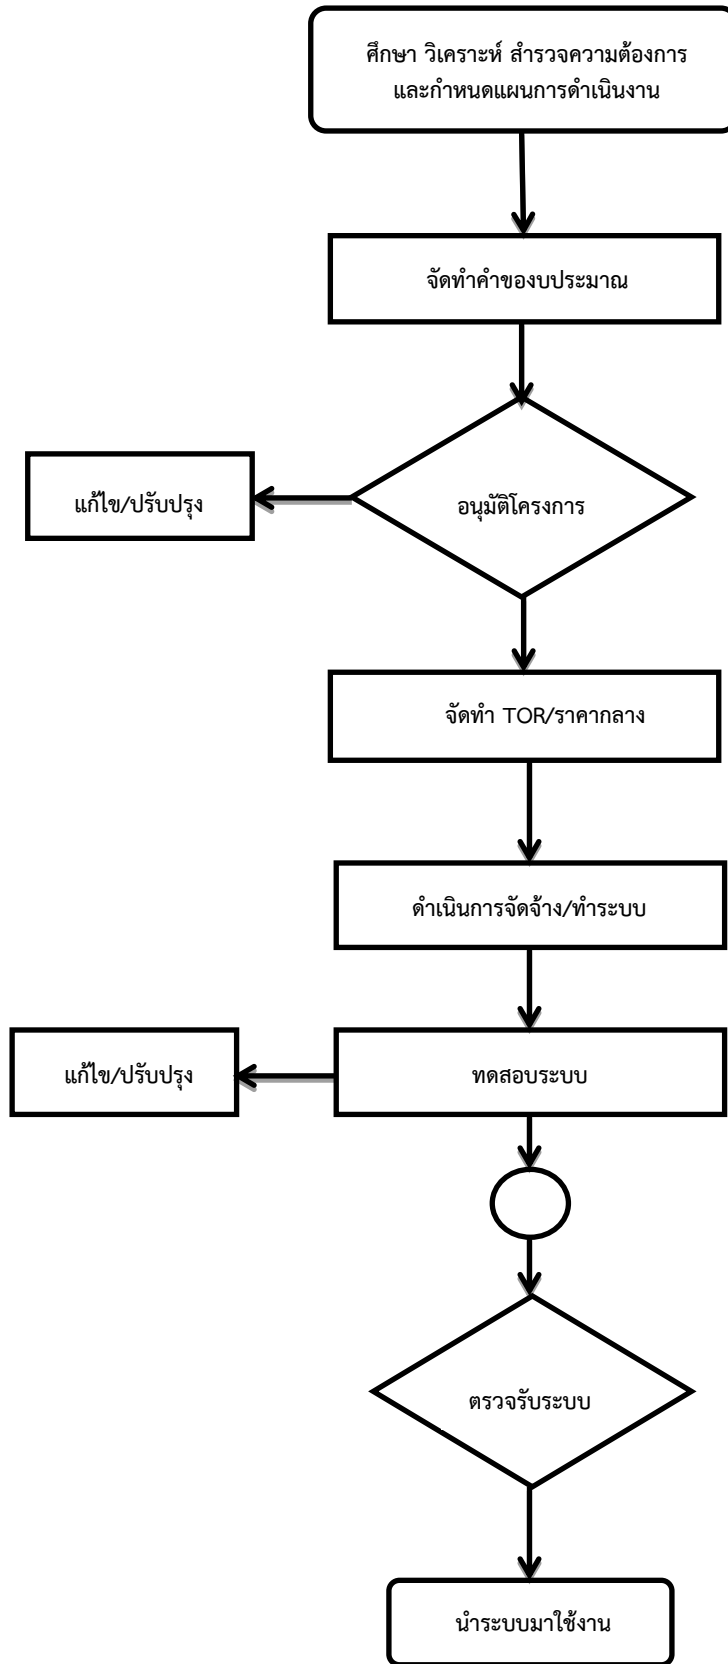 ศึกษา วิเคราะห์ สำรวจความต้องการ
และกำหนดแผนการดำเนินงาน
จัดทำคำของบประมาณ
แก้ไข/ปรับปรุง
อนุมัติโครงการ
จัดทำ TOR/ราคากลาง
ดำเนินการจัดจ้าง/ทำระบบ
แก้ไข/ปรับปรุง
ทดสอบระบบ
ตรวจรับระบบ
นำระบบมาใช้งาน